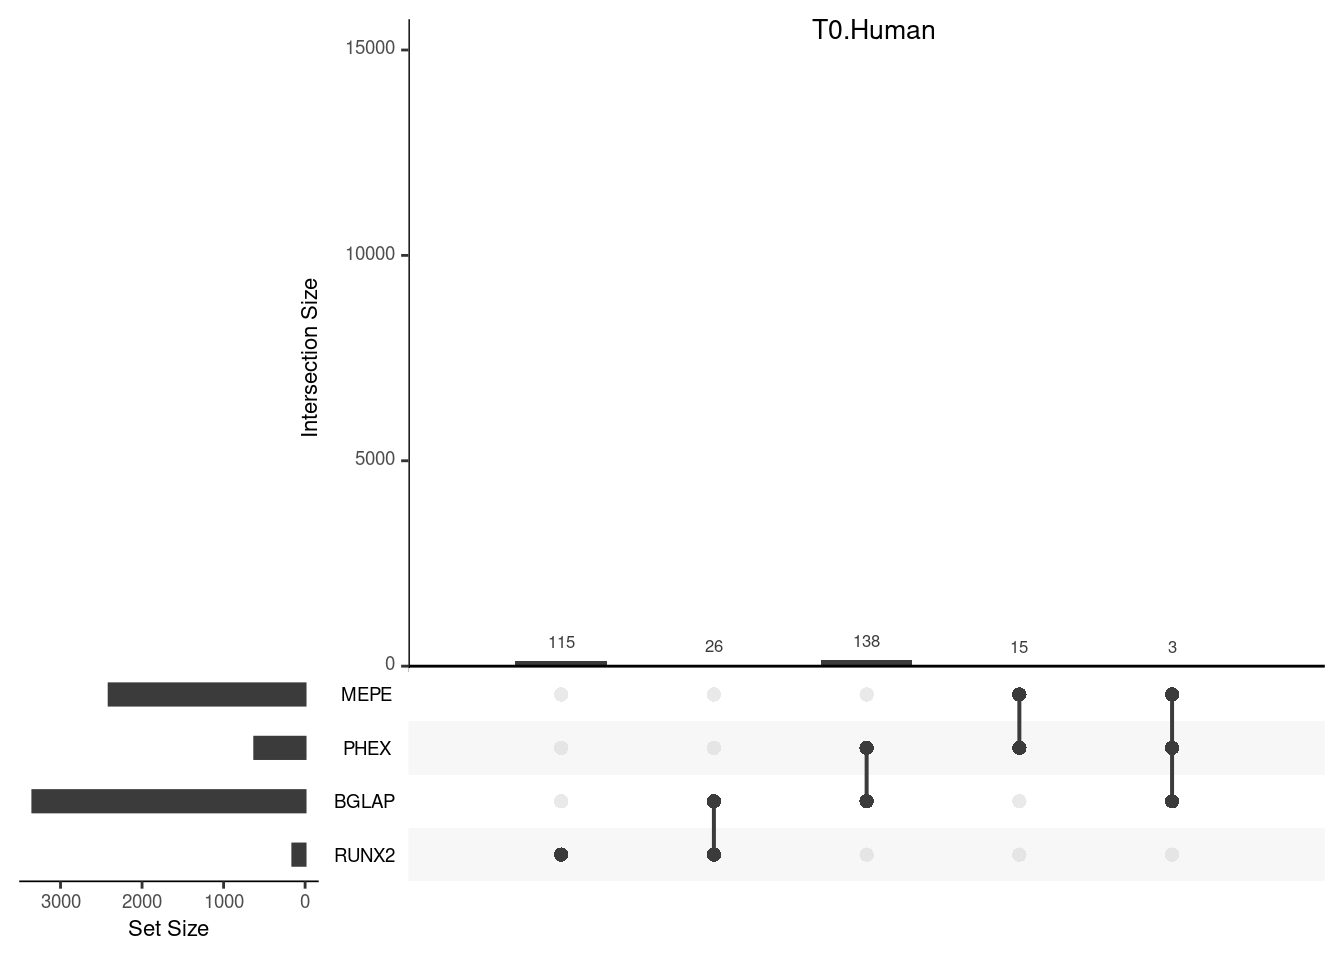 T0.Human
15000
10000
5000
0
Intersection Size
115
26
138
15
3
MEPE
PHEX
BGLAP
RUNX2
3000 2000 1000 0
Set Size